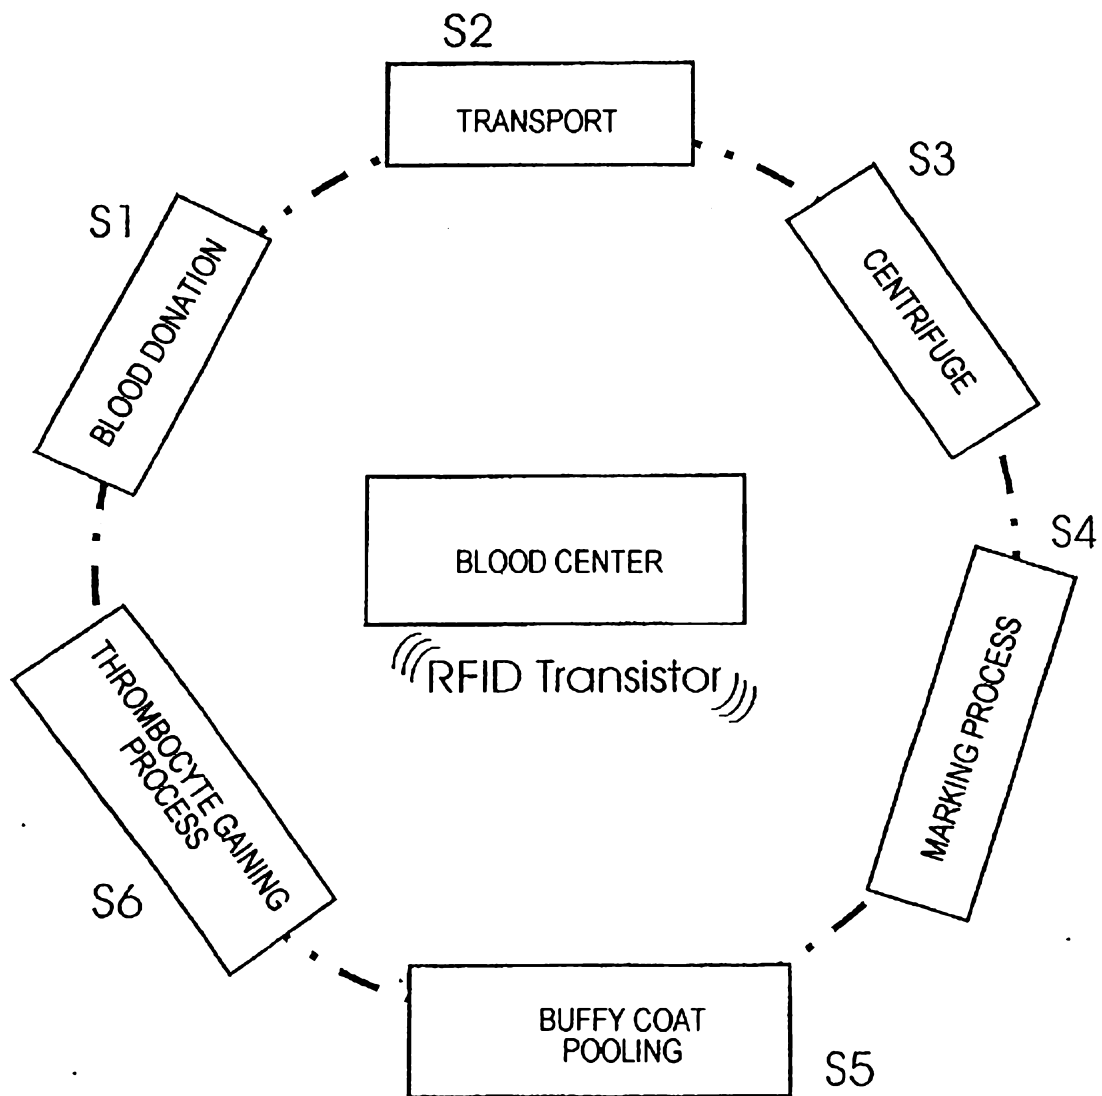 S1
BLOOD DONATION
S2
TRANSPORT
S3
CENTRIFUGE
S4
MARKING PROCESS
BLOOD CENTER
RFID Transistor
THROMBOCYTE GAINING
PROCESS
S6
BUFFY COAT
POOLING
S5